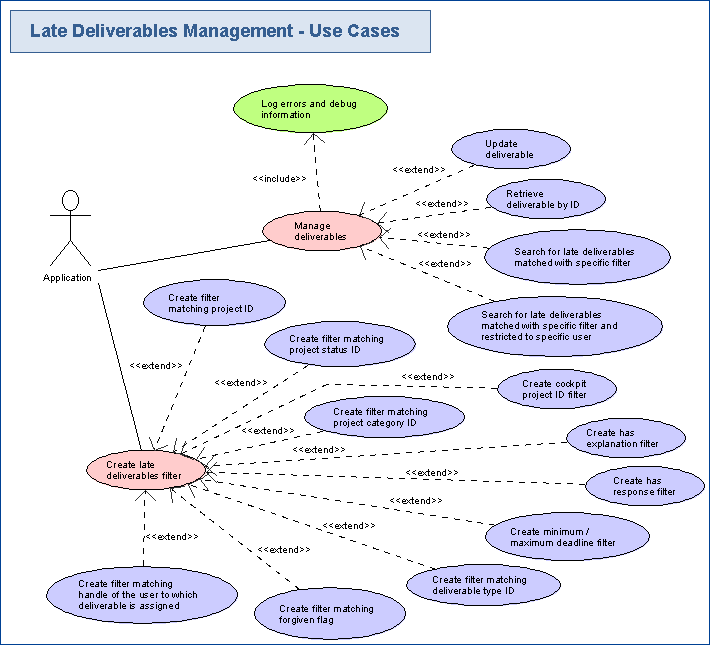 Late Deliverables Management - Use Cases
Log errors and debug
information
Update
deliverable
<<extend>>
<<include>>
Retrieve
deliverable by ID
<<extend>>
Manage
deliverables
<<extend>>
Search for late deliverables
matched with specific filter
<<extend>>
Application
Create filter
matching project ID
Search for late deliverables
matched with specific filter and
restricted to specific user
Create filter matching
project status ID
<<extend>>
<<extend>>
<<extend>>
Create cockpit
project ID filter
Create filter matching
project category ID
<<extend>>
Create has
explanation filter
<<extend>>
Create late
deliverables filter
<<extend>>
Create has
response filter
<<extend>>
Create minimum /
maximum deadline filter
<<extend>>
<<extend>>
<<extend>>
Create filter matching
handle of the user to which
deliverable is assigned
Create filter matching
deliverable type ID
Create filter matching
forgiven flag